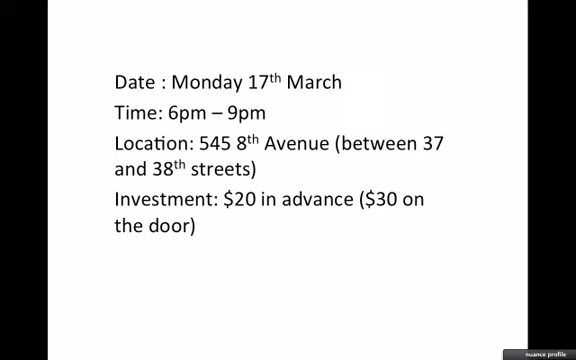 Date : Monday 17th March
Time: 6pm – 9pm
Location: 545 8th Avenue (between 37
and 38th streets)
Investment: $20 in advance ($30 on
the door)
nuance profile